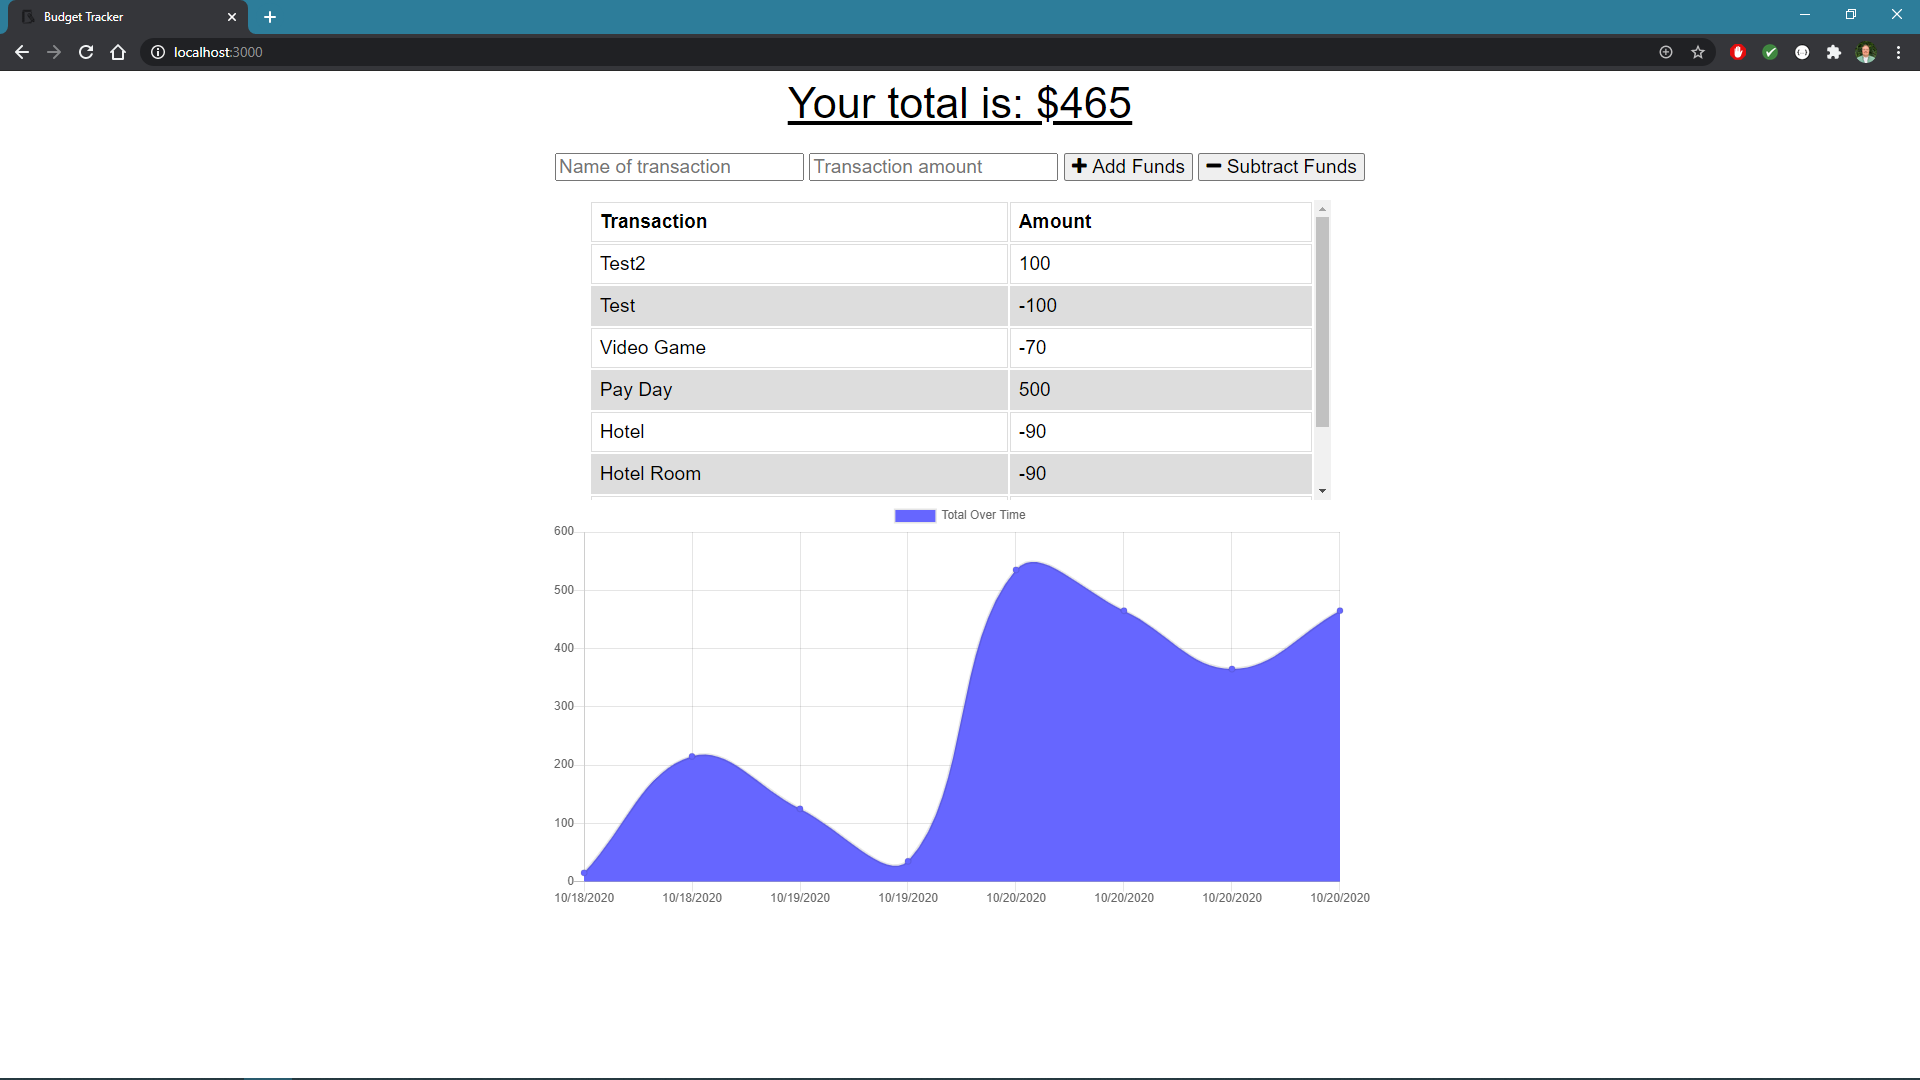 Budget Tracker
localhost:3000
Your total is: $465
Name of transaction Transaction amount Add Funds Subtract Funds
Transaction Amount
Test2 100
Test -100
Video Game -70
Pay Day 500
Hotel -90
Hotel Room -90
Total Over Time
600
500
400
300
200
100
0
10/18/2020 10/18/2020 10/19/2020 10/19/2020 10/20/2020 10/20/2020 10/20/2020 10/20/2020